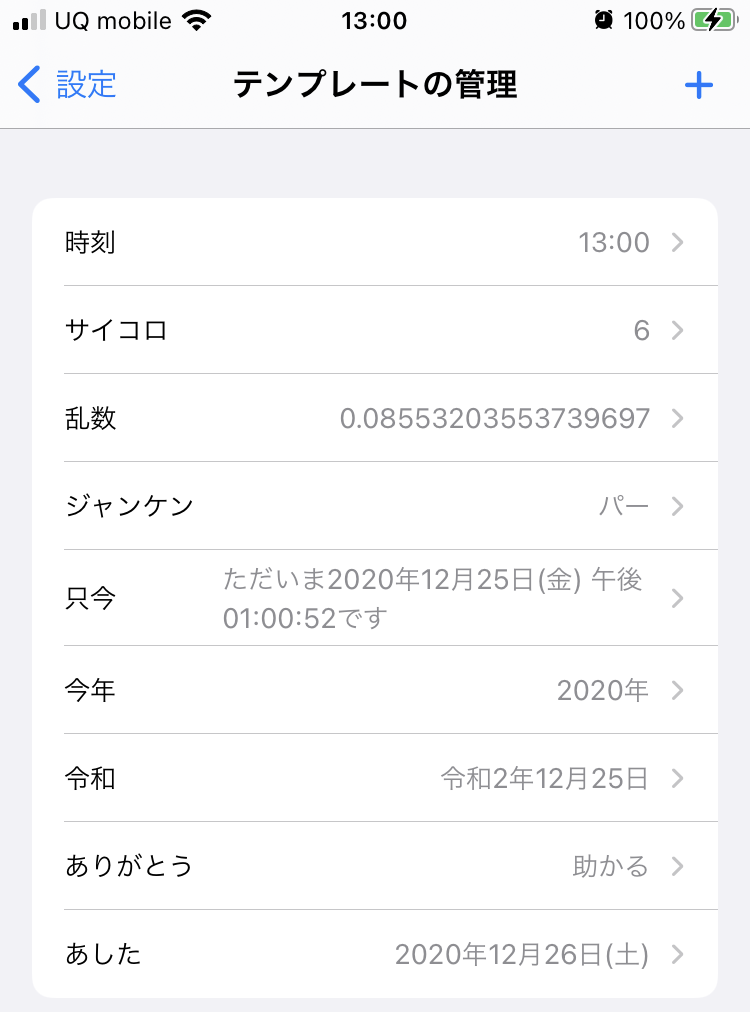 UQ mobile 13:00 100%
設定 テンプレートの管理 +
時刻 13:00
サイコロ 6
乱数 0.08553203553739697
ジャンケン パー
只今 ただいま2020年12月25日(金) 午後
01:00:52です
今年 2020年
令和 令和2年12月25日
ありがとう 助かる
あした 2020年12月26日(土)